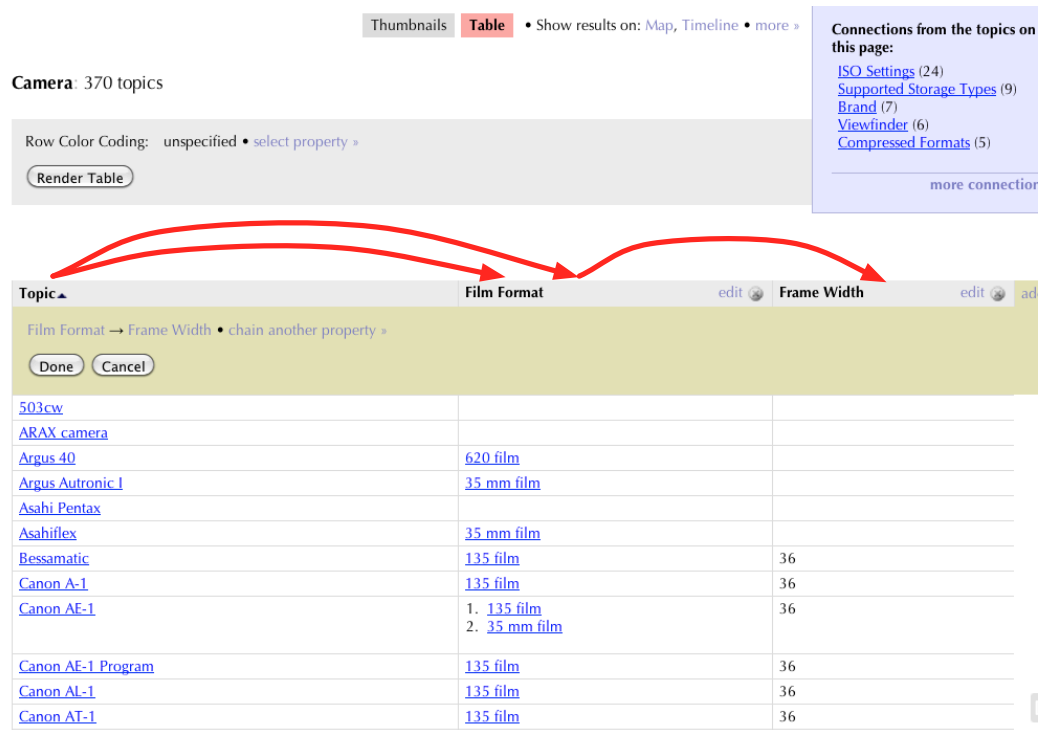 Thumbnails Table • Show results on: Map, Timeline • more »
Connections from the topics on
this page:
ISO Settings (24)
Supported Storage Types (9)
Brand (7)
Viewfinder (6)
Compressed Formats (5)
more connection
Camera: 370 topics
Row Color Coding: unspecified • select property »
Render Table
Topic Film Format edit Frame Width edit ad
Film Format → Frame Width • chain another property »
Done Cancel
503cw
ARAX camera
Argus 40 620 film
Argus Autronic I 35 mm film
Asahi Pentax
Asahiflex 35 mm film
Bessamatic 135 film 36
Canon A-1 135 film 36
Canon AE-1 1. 135 film 36
2. 35 mm film
Canon AE-1 Program 135 film 36
Canon AL-1 135 film 36
Canon AT-1 135 film 36